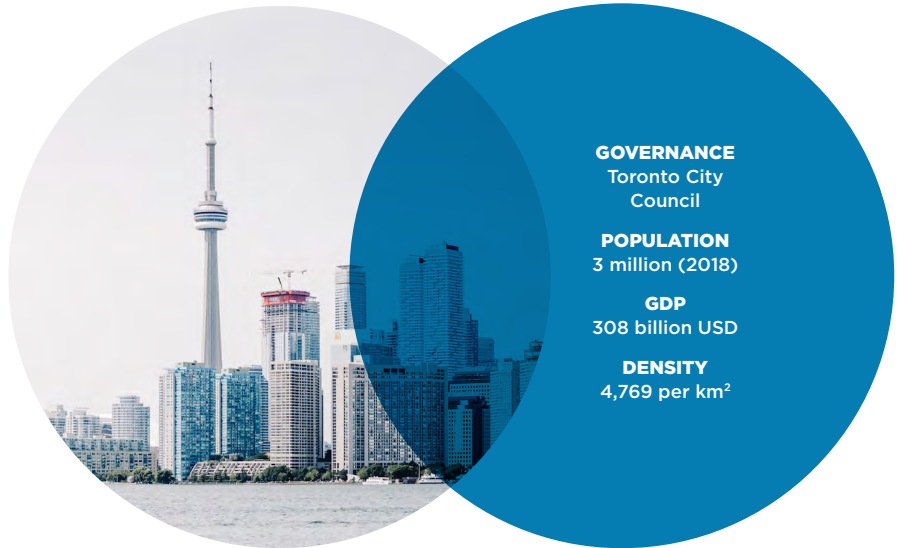 GOVERNANCE
Toronto City
Council
POPULATION
3 million (2018)
GDP
308 billion USD
DENSITY
4,769 per km²